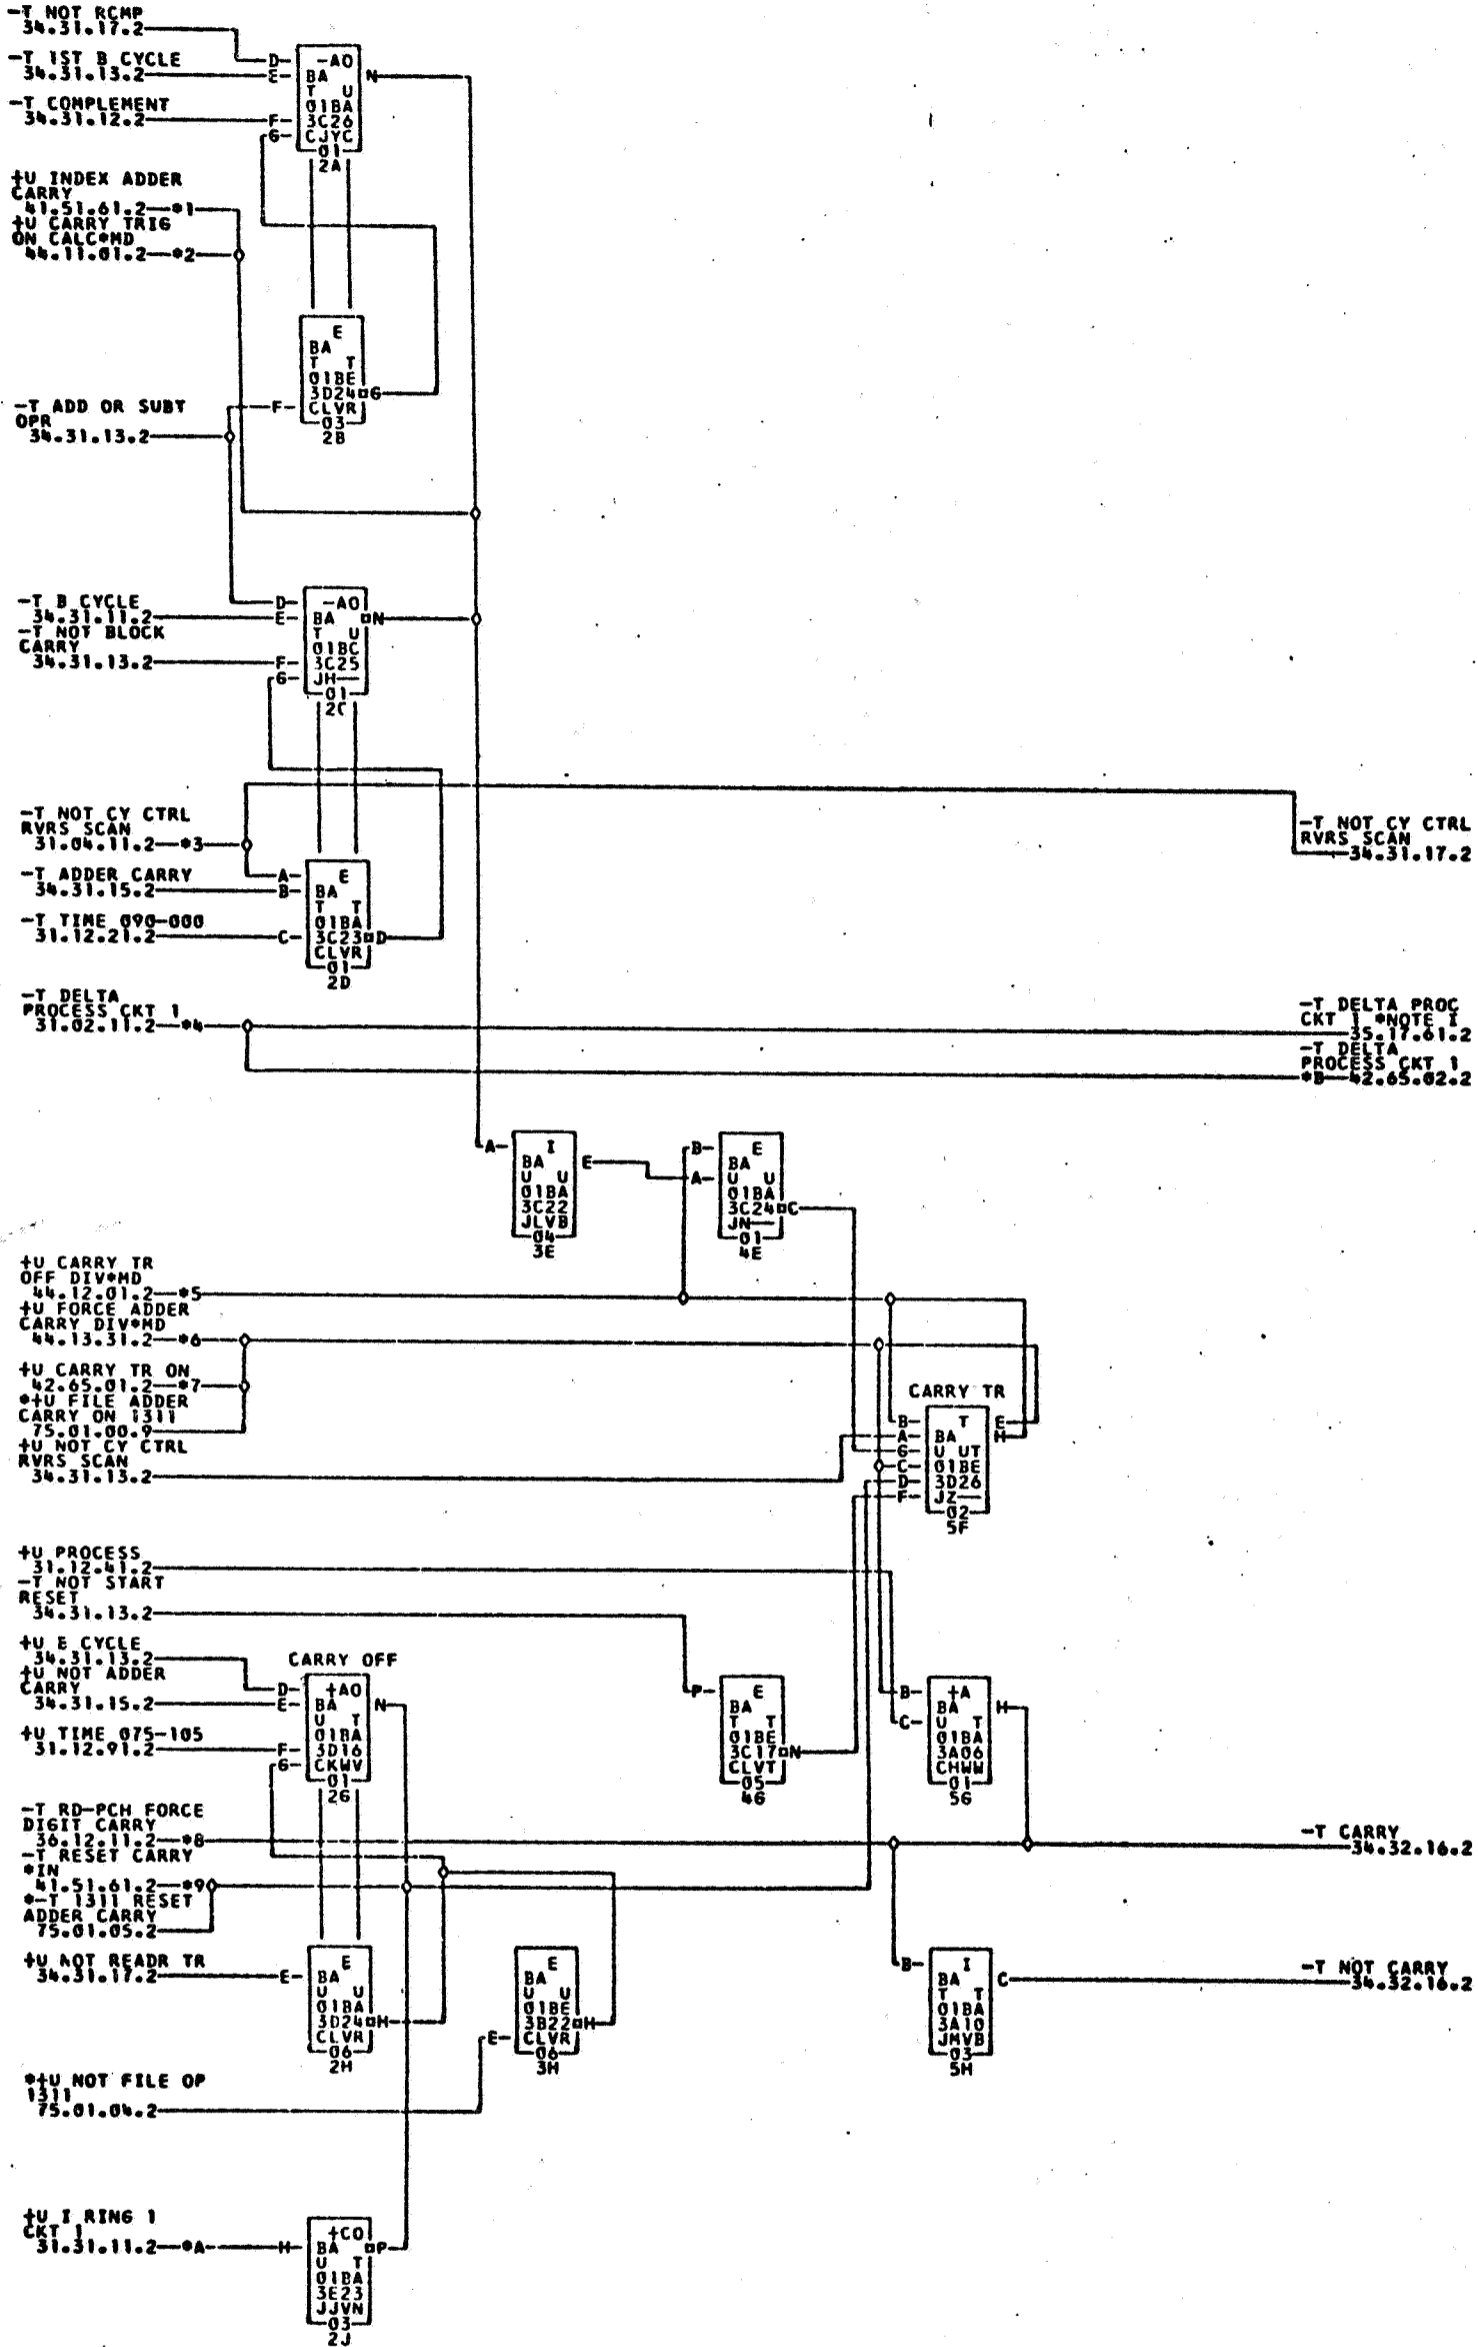 -T NOT RCMP
34.31.17.2
-T 1ST B CYCLE
34.31.13.2
-T COMPLEMENT
34.31.12.2
D
E
F
G
-AO
BA N
T U
01BA
3C26
CJYC
01
2A
+U INDEX ADDER
CARRY
41.51.61.2—*1
+U CARRY TRIG
ON CALC*MD
44.11.01.2—*2
E
BA
T T
01BE
3D24 G
F CLVR
03
2B
-T ADD OR SUBT
OPR
34.31.13.2
-T B CYCLE
34.31.11.2
-T NOT BLOCK
CARRY
34.31.13.2
D
E
F
G
-AO
BA N
T U
01BC
3C25
JH
01
2C
-T NOT CY CTRL
RVRS SCAN
31.04.11.2—*3
-T ADDER CARRY
34.31.15.2
-T TIME 090-000
31.12.21.2
A
B
C
E
BA
T T
01BA
3C23 D
CLVR
01
2D
-T NOT CY CTRL
RVRS SCAN
34.31.17.2
-T DELTA
PROCESS CKT 1
31.02.11.2—*4
-T DELTA PROC
CKT 1 *NOTE I
35.17.61.2
-T DELTA
PROCESS CKT 1
*B—42.65.02.2
A I
BA E
U U
01BA
3C22
JLVB
04
3E
B E
BA
A U U
01BA
3C24 C
JN
01
4E
+U CARRY TR
OFF DIV*MD
44.12.01.2—*5
+U FORCE ADDER
CARRY DIV*MD
44.13.31.2—*6
+U CARRY TR ON
42.65.01.2—*7
*+U FILE ADDER
CARRY ON 1311
75.01.00.9
+U NOT CY CTRL
RVRS SCAN
34.31.13.2
CARRY TR
B T E
A BA H
G U UT
C 01BE
D 3D26
F JZ
02
5F
+U PROCESS
31.12.41.2
-T NOT START
RESET
34.31.13.2
+U E CYCLE
34.31.13.2
+U NOT ADDER
CARRY
34.31.15.2
+U TIME 075-105
31.12.91.2
CARRY OFF
D +AO
E BA N
U T
01BA
F 3D16
G CKWV
01
2G
P E
BA
T T
01BE
3C17 N
CLVT
05
4G
B +A
BA H
C U T
01BA
3A06
CHWW
01
5G
-T RD-PCH FORCE
DIGIT CARRY
36.12.11.2—*8
-T RESET CARRY
*IN
41.51.61.2—*9
*-T 1311 RESET
ADDER CARRY
75.01.05.2
-T CARRY
34.32.16.2
+U NOT READR TR
34.31.17.2
E
E
BA
U U
01BA
3D24 H
CLVR
06
2H
E
BA
U U
01BE
3B22 H
E CLVR
06
3H
B I
BA C
T T
01BA
3A10
JMVB
03
5H
-T NOT CARRY
34.32.16.2
*+U NOT FILE OP
1311
75.01.04.2
+U I RING 1
CKT 1
31.31.11.2—*A
H
+CO
BA P
U T
01BA
3E23
JJVN
03
2J